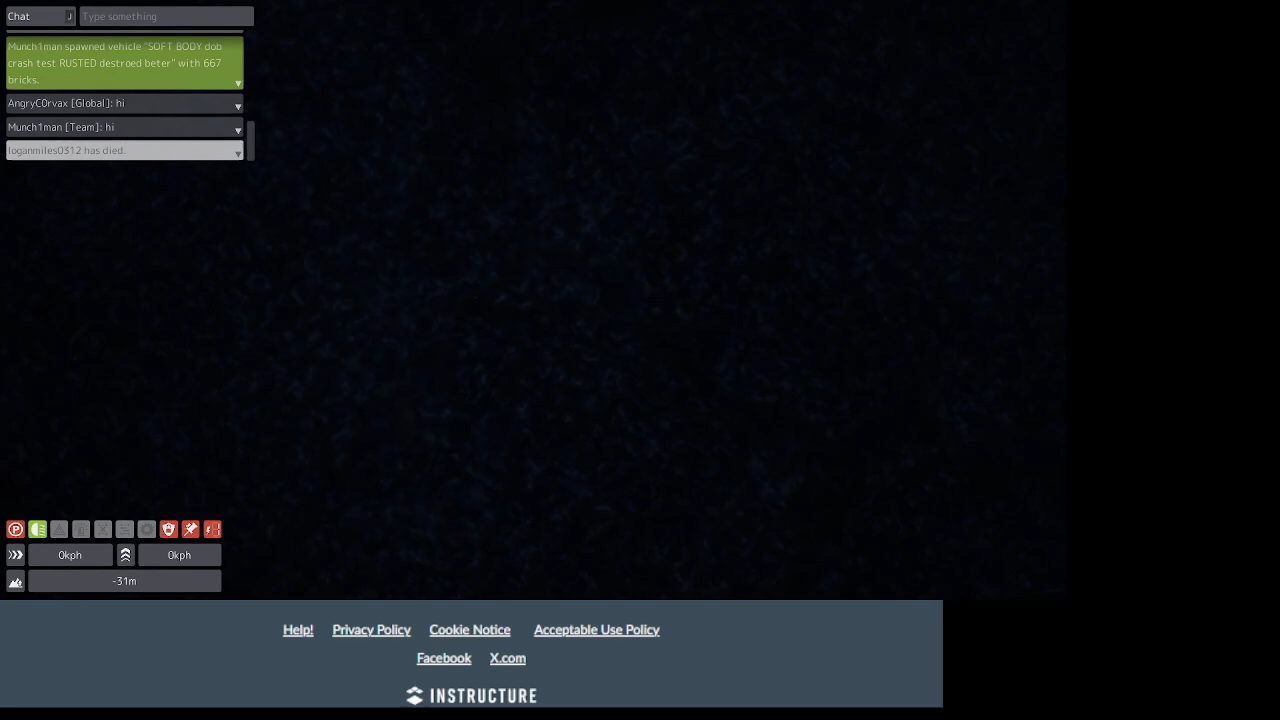 Chat J Type something
Munch1man spawned vehicle "SOFT BODY dob
crash test RUSTED destroed beter" with 667
bricks.
AngryC0rvax [Global]: hi
Munch1man [Team]: hi
loganmiles0312 has died.
0kph 0kph
-31m
Help! Privacy Policy Cookie Notice Acceptable Use Policy
Facebook X.com
INSTRUCTURE